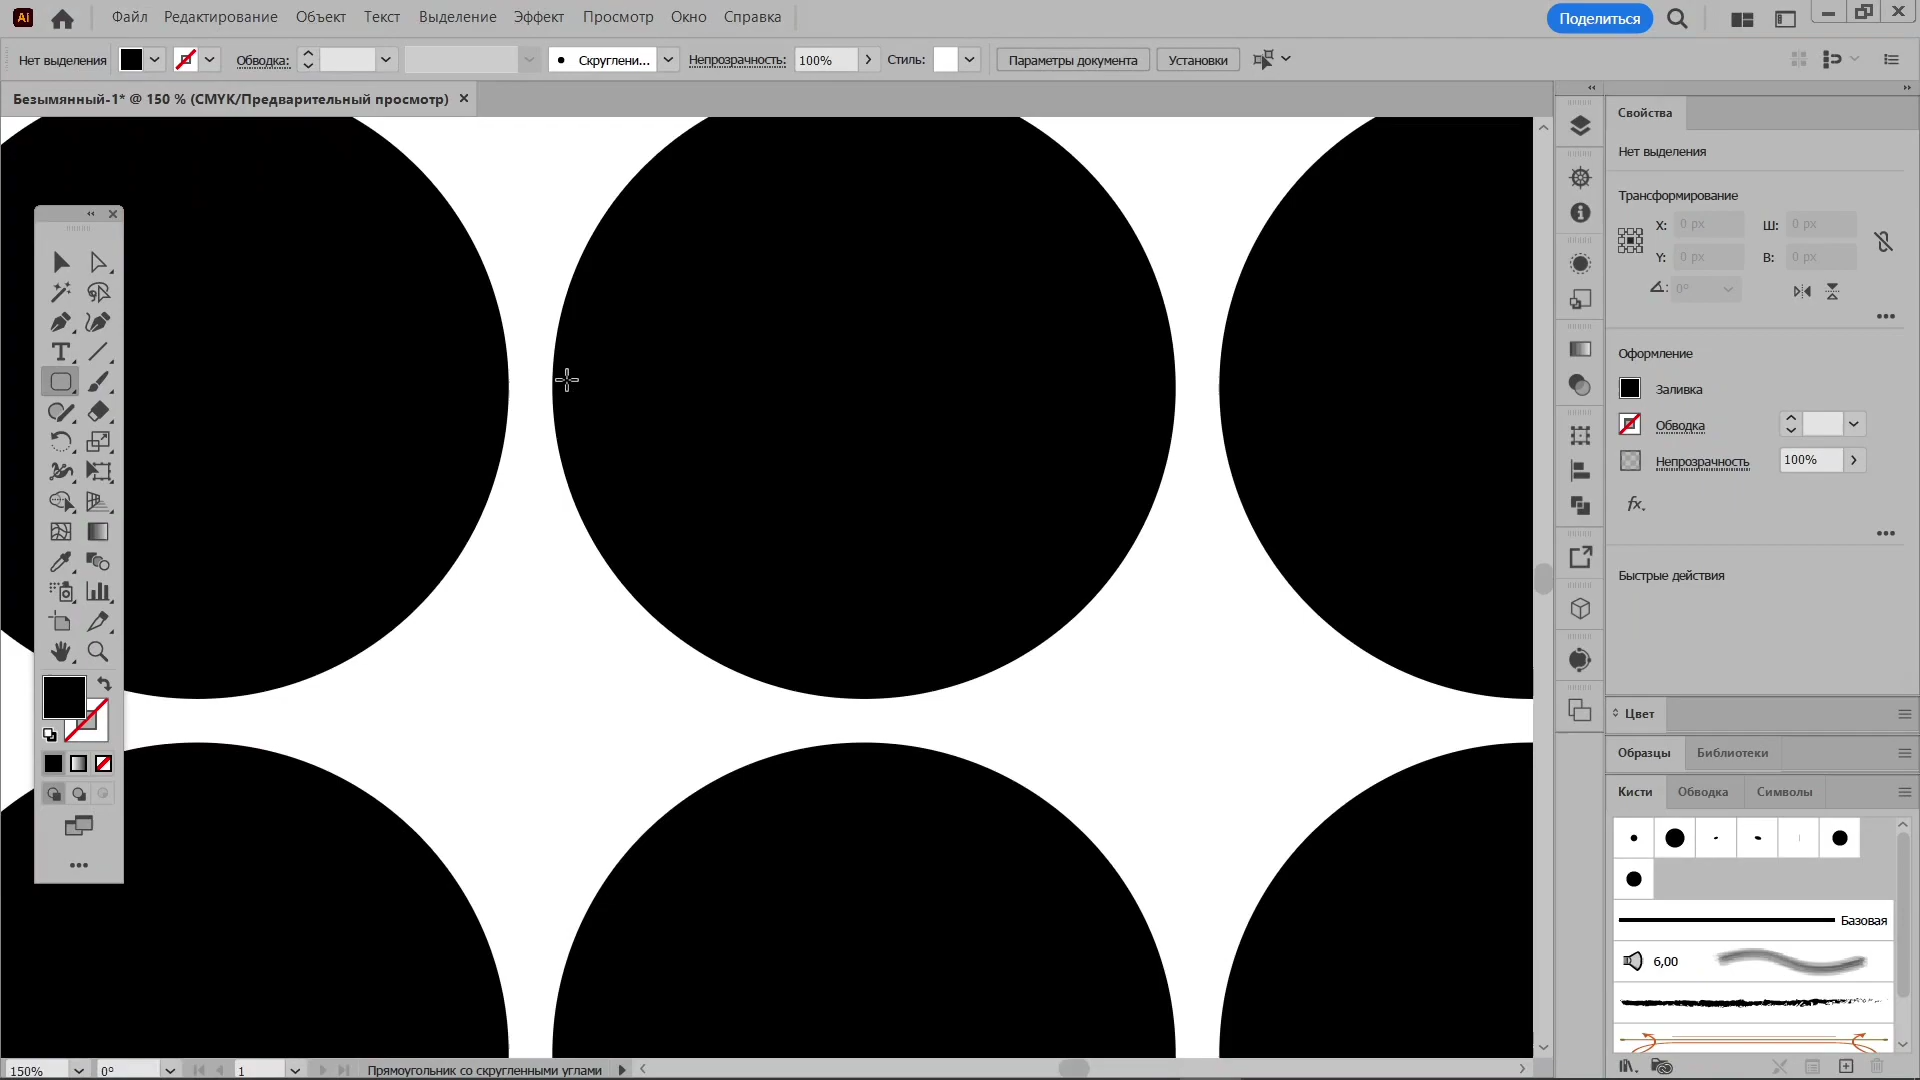 Ai Файл Редактирование Объект Текст Выделение Эффект Просмотр Окно Справка Поделиться
Нет выделения Обводка: Скруглени... Непрозрачность: 100% Стиль: Параметры документа Установки
Безымянный-1* @ 150 % (CMYK/Предварительный просмотр)
Свойства
Нет выделения
Трансформирование
X: 0 px Ш: 0 px
Y: 0 px В: 0 px
0°
Оформление
Заливка
Обводка
Непрозрачность 100%
fx.
Быстрые действия
Цвет
Образцы Библиотеки
Кисти Обводка Символы
Базовая
6,00
150% 0° 1 Прямоугольник со скругленными углами